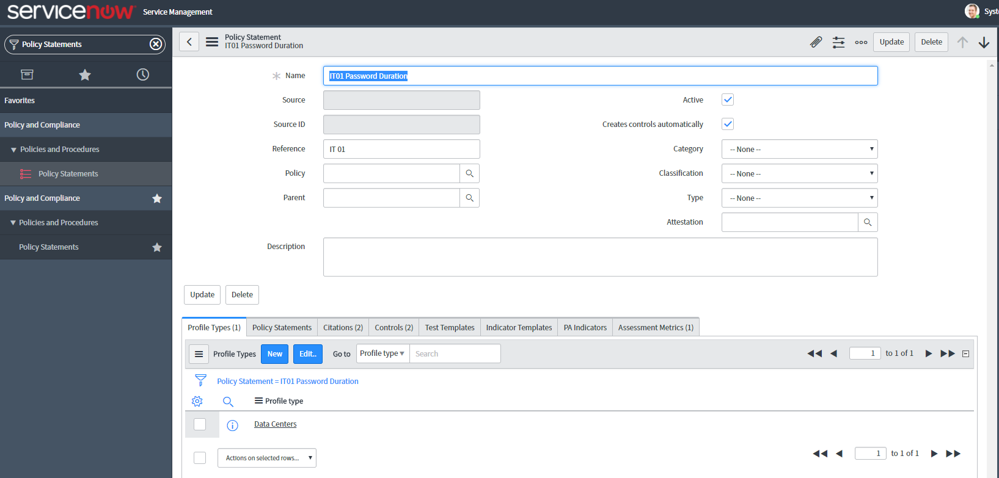 servicenow Service Management
Syst
Policy Statements
Favorites
Policy and Compliance
Policies and Procedures
Policy Statements
Policy and Compliance
Policies and Procedures
Policy Statements
Policy Statement
IT01 Password Duration
Update
Delete
Name IT01 Password Duration
Source
Active
Source ID
Creates controls automatically
Reference IT 01
Category -- None --
Policy
Classification -- None --
Parent
Type -- None --
Attestation
Description
Update
Delete
Profile Types (1) Policy Statements Citations (2) Controls (2) Test Templates Indicator Templates PA Indicators Assessment Metrics (1)
Profile Types New Edit.. Go to Profile type Search 1 to 1 of 1
Policy Statement = IT01 Password Duration
Profile type
Data Centers
Actions on selected rows... 1 to 1 of 1